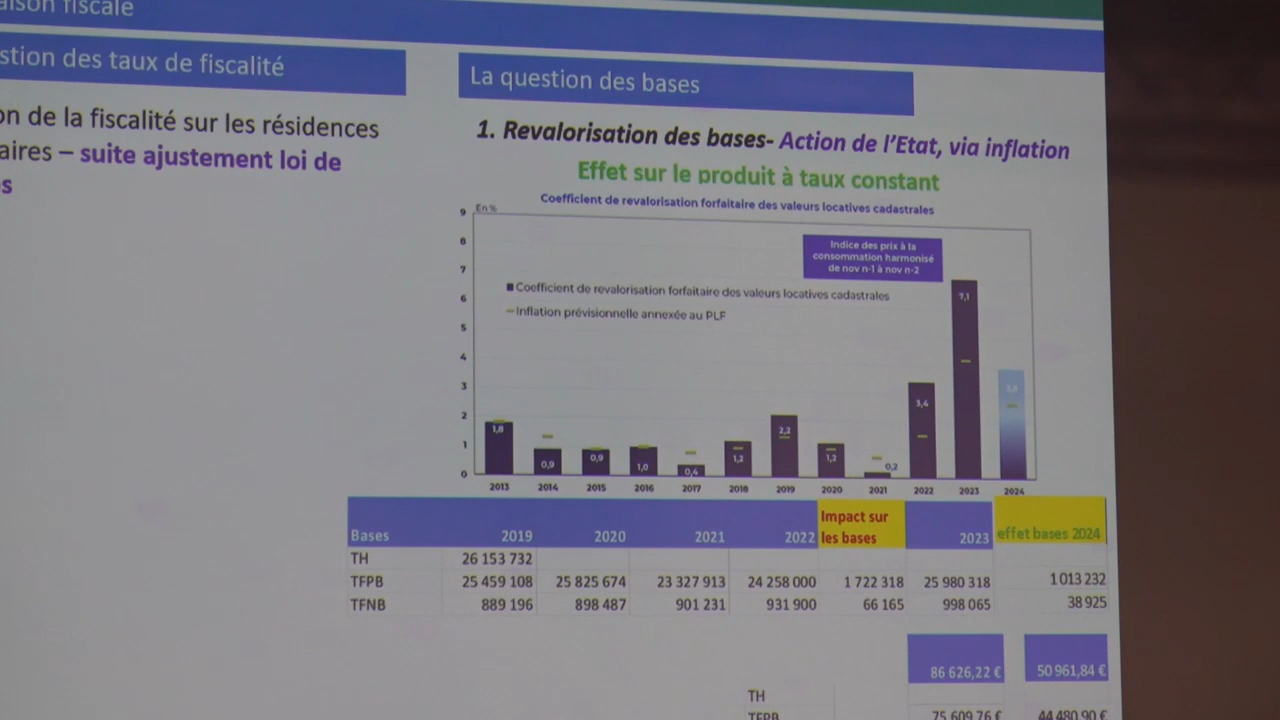 aison fiscale
stion des taux de fiscalité
on de la fiscalité sur les résidences
aires – suite ajustement loi de
s
La question des bases
1. Revalorisation des bases- Action de l'Etat, via inflation
Effet sur le produit à taux constant
Coefficient de revalorisation forfaitaire des valeurs locatives cadastrales
En %
9
8
7
6
5
4
3
2
1
0
Indice des prix à la
consommation harmonisé
de nov n-1 à nov n-2
Coefficient de revalorisation forfaitaire des valeurs locatives cadastrales
Inflation prévisionnelle annexée au PLF
1,8 0,9 0,9 1,0 0,4 1,2 2,2 1,2 0,2 3,4 7,1 3,8
2013 2014 2015 2016 2017 2018 2019 2020 2021 2022 2023 2024
Bases 2019 2020 2021 2022 Impact sur les bases 2023 effet bases 2024
TH 26 153 732
TFPB 25 459 108 25 825 674 23 327 913 24 258 000 1 722 318 25 980 318 1 013 232
TFNB 889 196 898 487 901 231 931 900 66 165 998 065 38 925
86 626,22 € 50 961,84 €
TH
TFPB 75 609,76 € 44 480,90 €